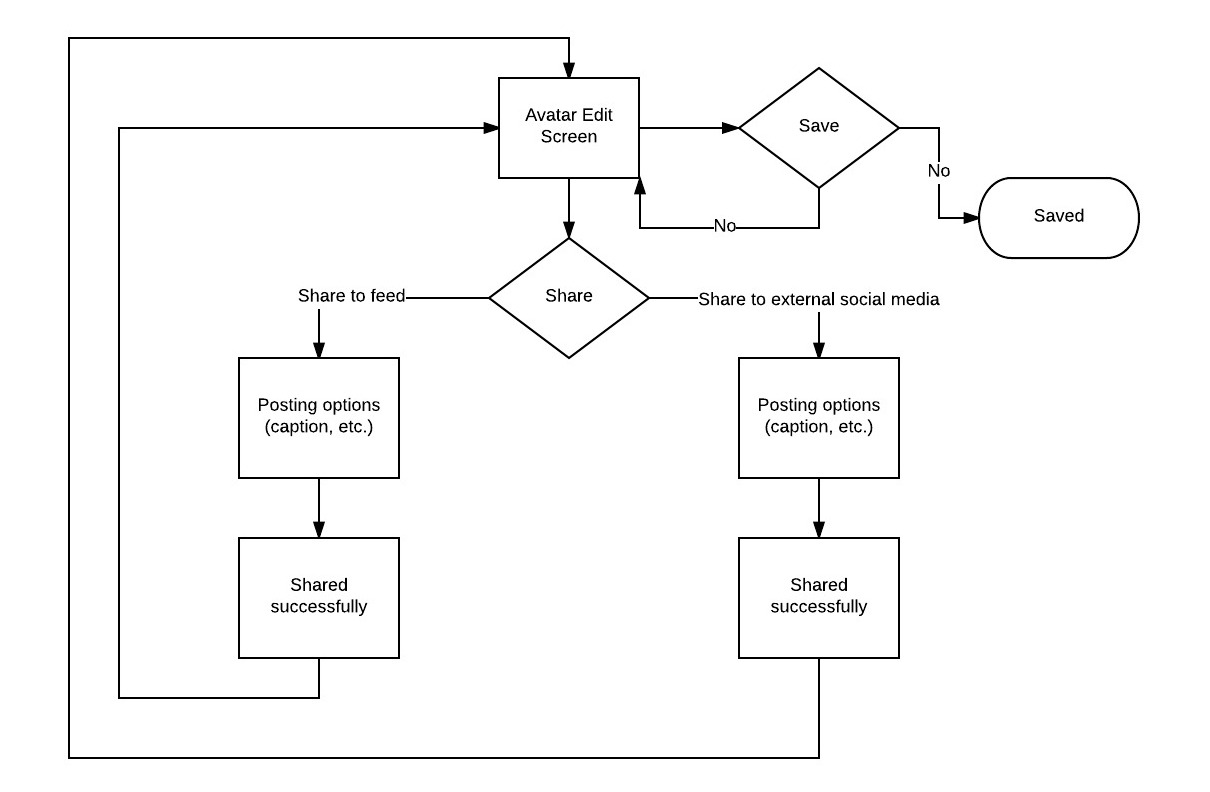 Avatar Edit
Screen
Save
No
Saved
No
Share to feed
Share
Share to external social media
Posting options
(caption, etc.)
Posting options
(caption, etc.)
Shared
successfully
Shared
successfully